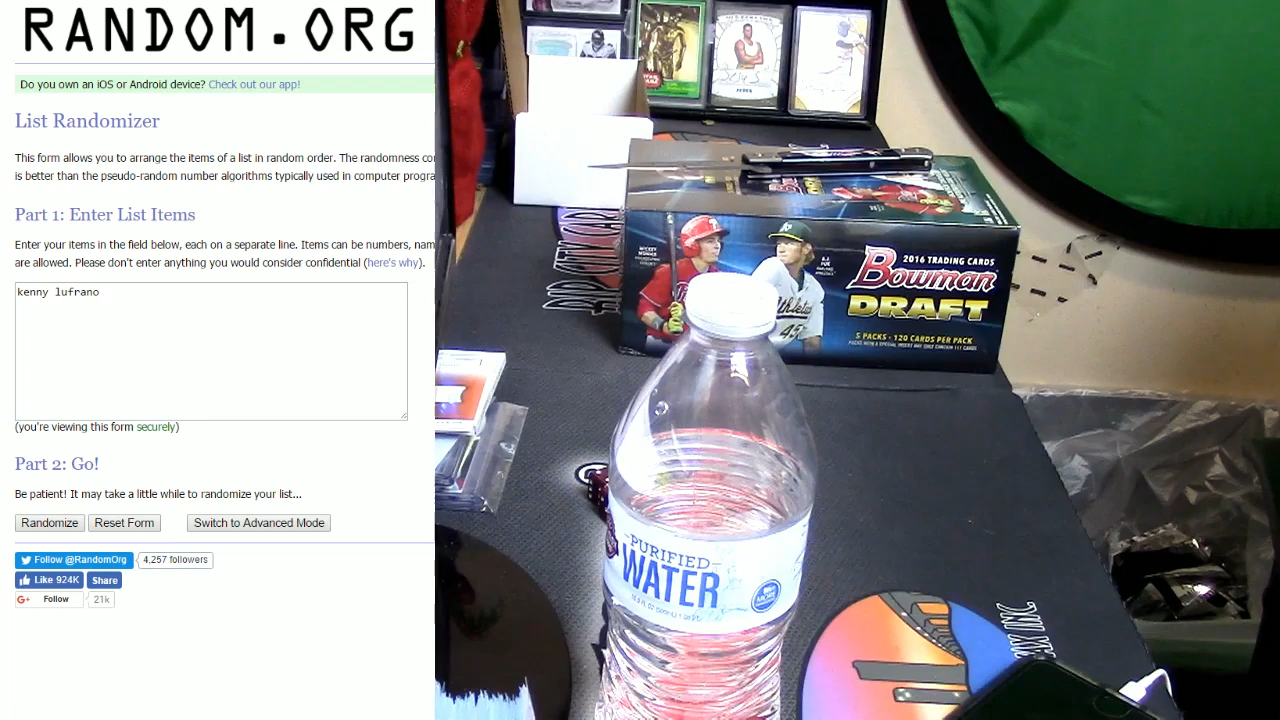 RANDOM.ORG
Do you own an iOS or Android device? Check out our app!
List Randomizer
This form allows you to arrange the items of a list in random order. The randomness co
is better than the pseudo-random number algorithms typically used in computer progra
Part 1: Enter List Items
Enter your items in the field below, each on a separate line. Items can be numbers, nam
are allowed. Please don't enter anything you would consider confidential (here's why).
kenny lufrano
(you're viewing this form securely)
Part 2: Go!
Be patient! It may take a little while to randomize your list...
Randomize
Reset Form
Switch to Advanced Mode
Follow @RandomOrg
4,257 followers
Like 924K
Share
G+ Follow
21k
2016 TRADING CARDS
Bowman
DRAFT
5 PACKS · 120 CARDS PER PACK
Athletics
45
PURIFIED
WATER
INC